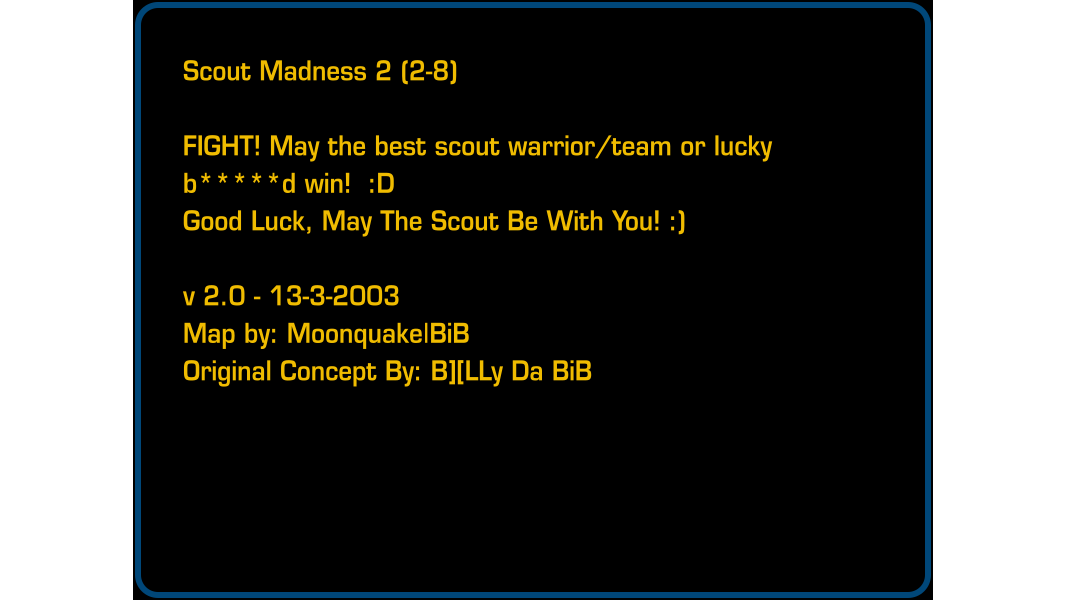 Scout Madness 2 (2-8)
FIGHT! May the best scout warrior/team or lucky
b*****d win!  :D
Good Luck, May The Scout Be With You! :)
v 2.0 - 13-3-2003
Map by: Moonquake|BiB
Original Concept By: B][LLy Da BiB